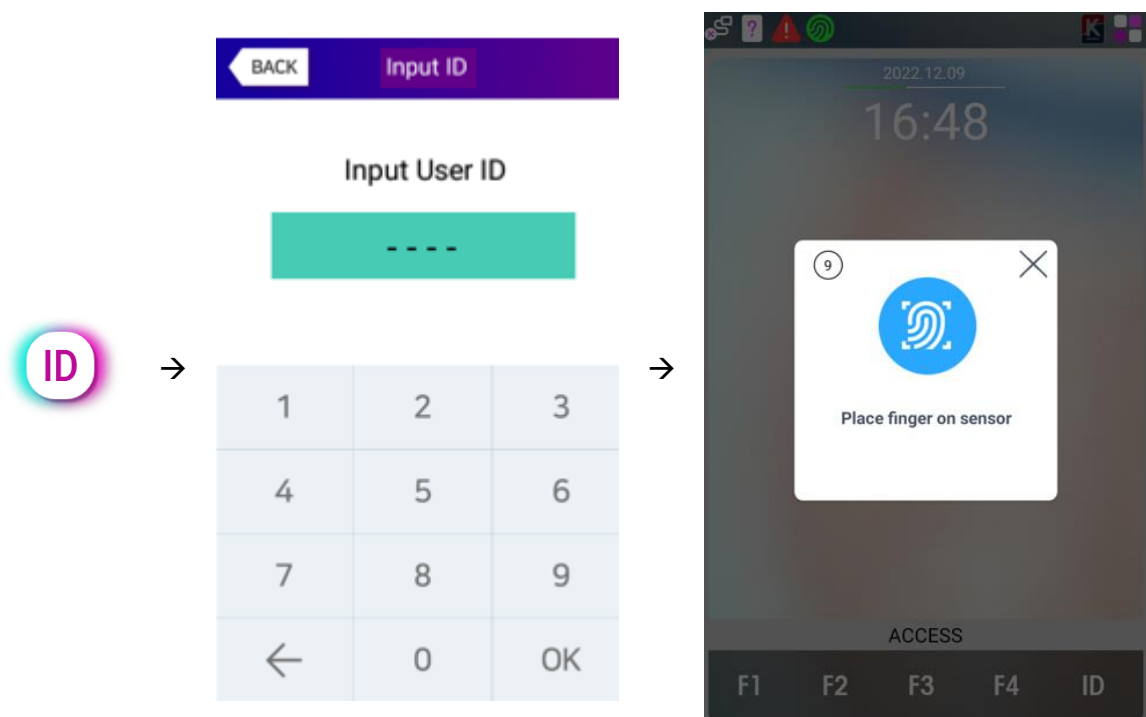 ID
→
BACK Input ID
Input User ID
----
1 2 3
4 5 6
7 8 9
← 0 OK
→
? ! K
2022.12.09
16:48
9
Place finger on sensor
ACCESS
F1 F2 F3 F4 ID